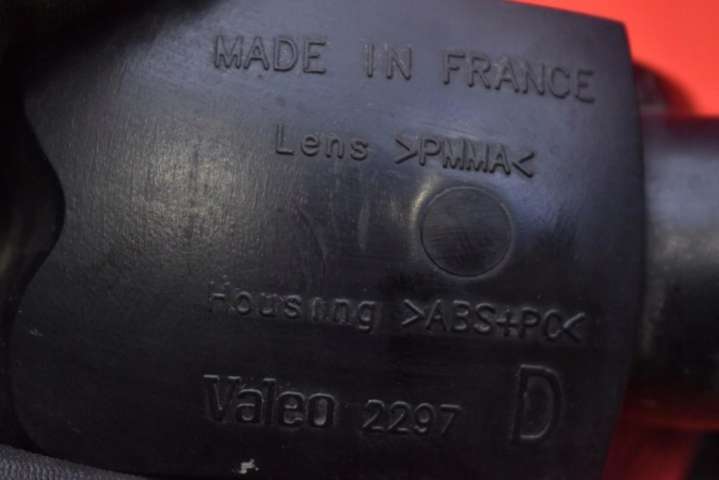 MADE IN FRANCE
Lens >PMMA<
Housing >ABS+PC<
Valeo 2297 D